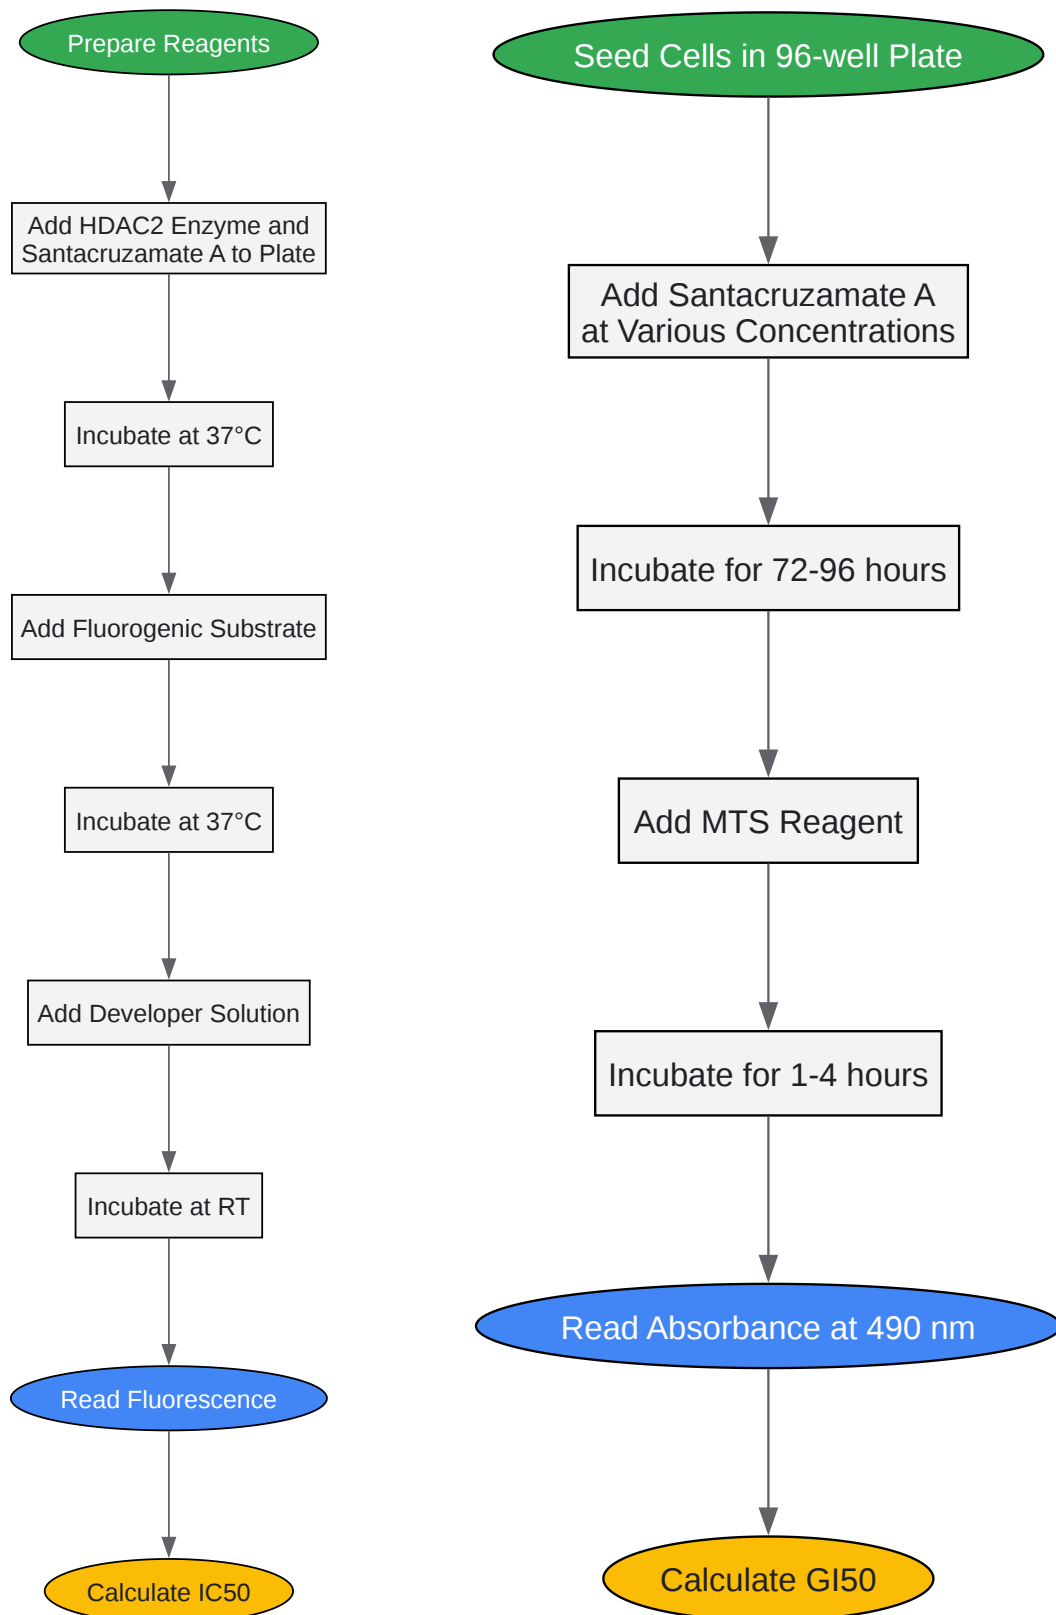 Prepare Reagents
Add HDAC2 Enzyme and
Santacruzamate A to Plate
Incubate at 37°C
Add Fluorogenic Substrate
Incubate at 37°C
Add Developer Solution
Incubate at RT
Read Fluorescence
Calculate IC50
Seed Cells in 96-well Plate
Add Santacruzamate A
at Various Concentrations
Incubate for 72-96 hours
Add MTS Reagent
Incubate for 1-4 hours
Read Absorbance at 490 nm
Calculate GI50